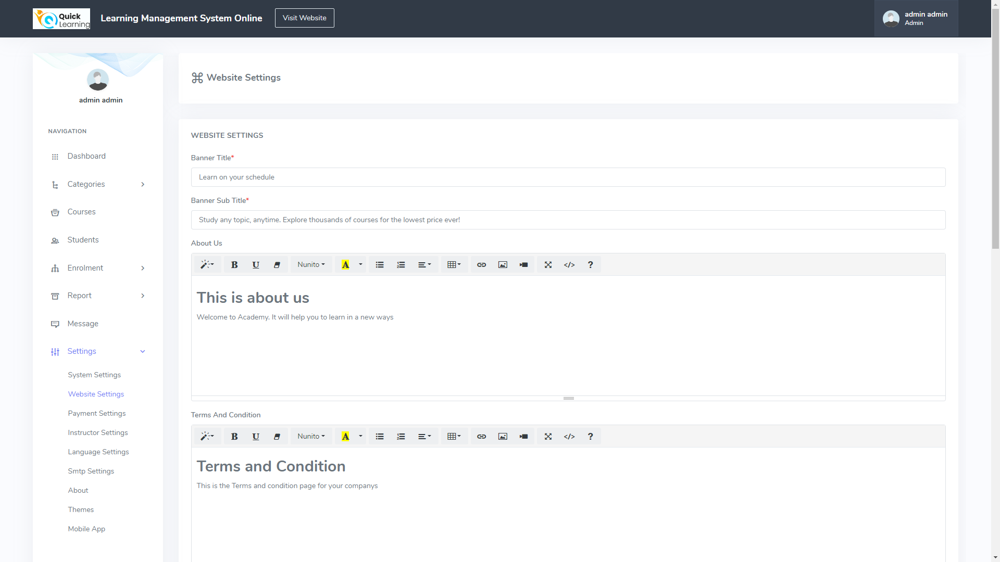 Quick
Learning
Learning Management System Online
Visit Website
admin admin
Admin
admin admin
NAVIGATION
Dashboard
Categories
Courses
Students
Enrolment
Report
Message
Settings
System Settings
Website Settings
Payment Settings
Instructor Settings
Language Settings
Smtp Settings
About
Themes
Mobile App
Website Settings
WEBSITE SETTINGS
Banner Title*
Learn on your schedule
Banner Sub Title*
Study any topic, anytime. Explore thousands of courses for the lowest price ever!
About Us
B U Nunito A </> ?
This is about us
Welcome to Academy. It will help you to learn in a new ways
Terms And Condition
B U Nunito A </> ?
Terms and Condition
This is the Terms and condition page for your companys